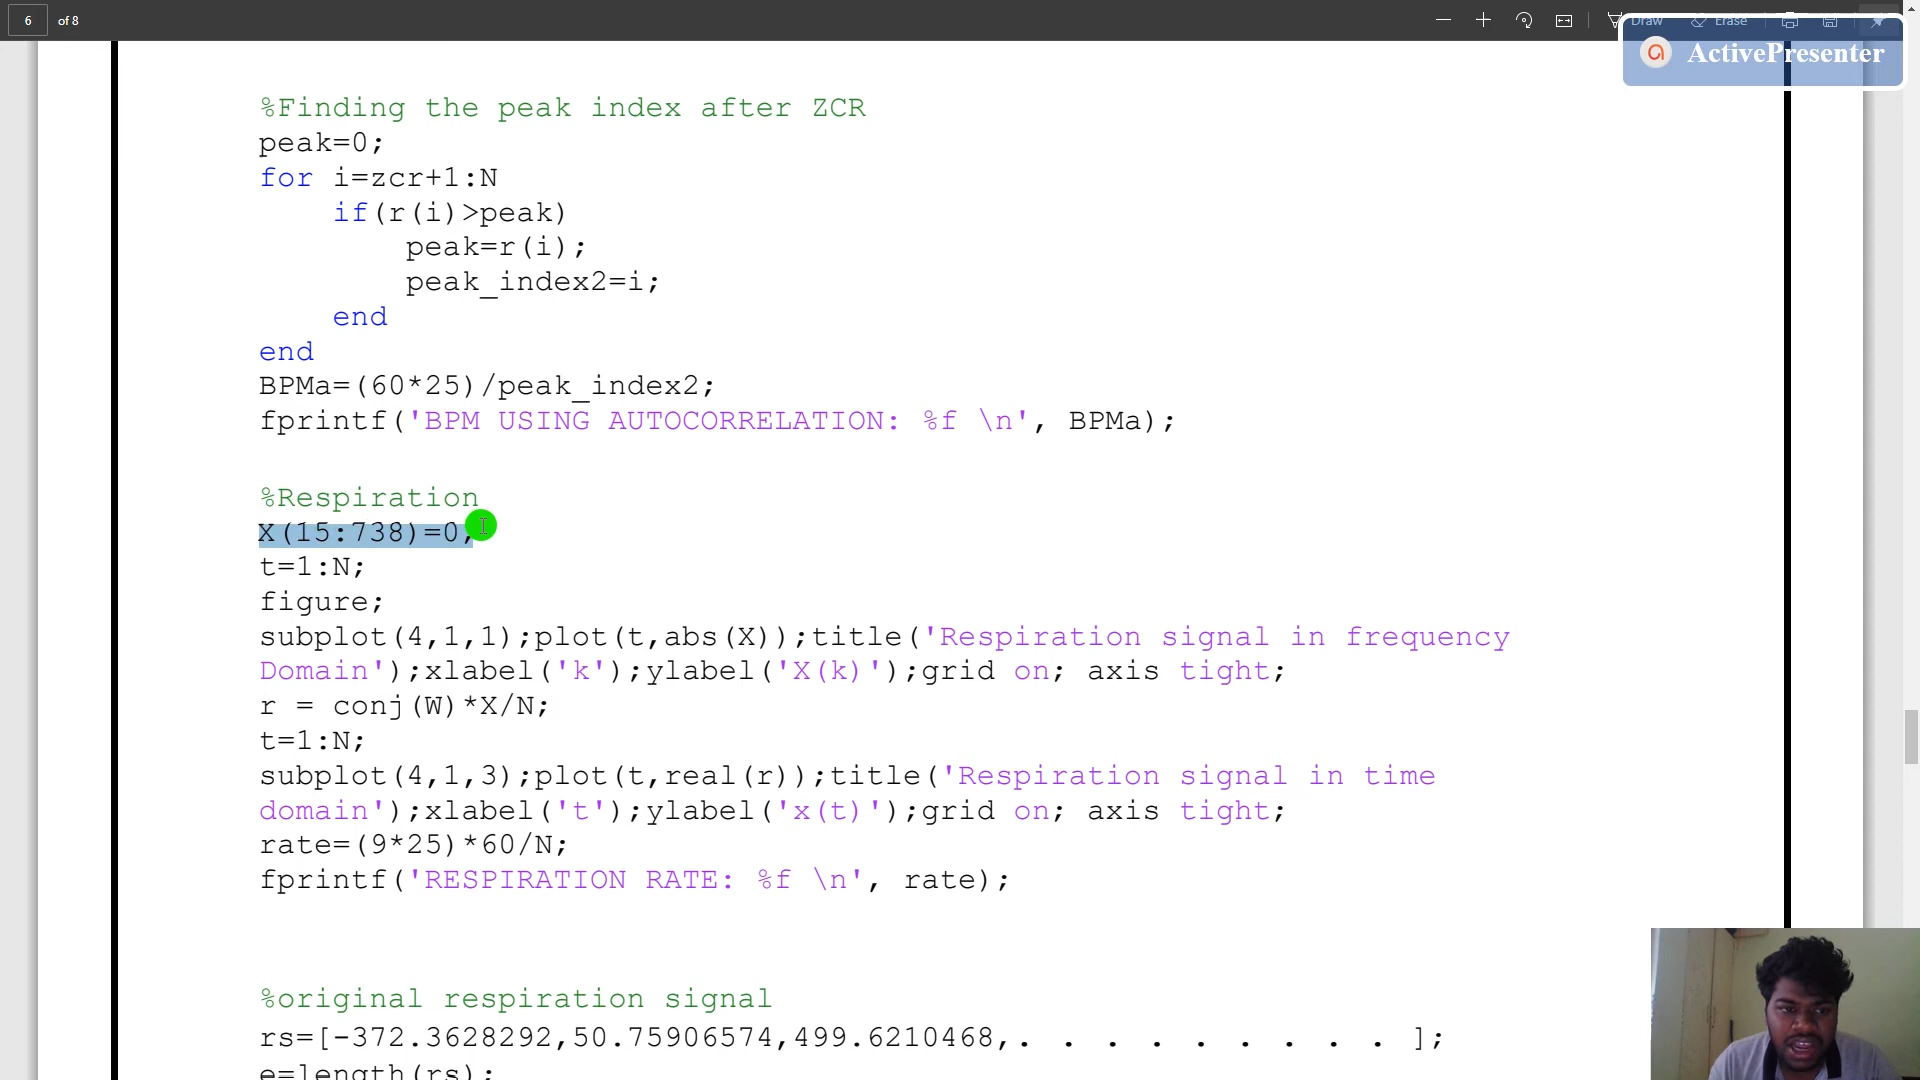 6 of 8
Draw Erase
ActivePresenter
%Finding the peak index after ZCR
peak=0;
for i=zcr+1:N
if(r(i)>peak)
peak=r(i);
peak_index2=i;
end
end
BPMa=(60*25)/peak_index2;
fprintf('BPM USING AUTOCORRELATION: %f \n', BPMa);
%Respiration
X(15:738)=0;
t=1:N;
figure;
subplot(4,1,1);plot(t,abs(X));title('Respiration signal in frequency
Domain');xlabel('k');ylabel('X(k)');grid on; axis tight;
r = conj(W)*X/N;
t=1:N;
subplot(4,1,3);plot(t,real(r));title('Respiration signal in time
domain');xlabel('t');ylabel('x(t)');grid on; axis tight;
rate=(9*25)*60/N;
fprintf('RESPIRATION RATE: %f \n', rate);
%original respiration signal
rs=[-372.3628292,50.75906574,499.6210468,. . . . . . . . . ];
e=length(rs);